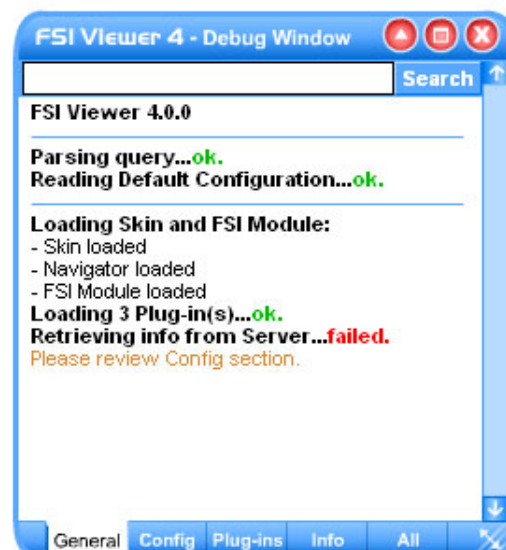 FSI Viewer 4 - Debug Window
Search
FSI Viewer 4.0.0
Parsing query...ok.
Reading Default Configuration...ok.
Loading Skin and FSI Module:
- Skin loaded
- Navigator loaded
- FSI Module loaded
Loading 3 Plug-in(s)...ok.
Retrieving info from Server...failed.
Please review Config section.
General Config Plug-ins Info All